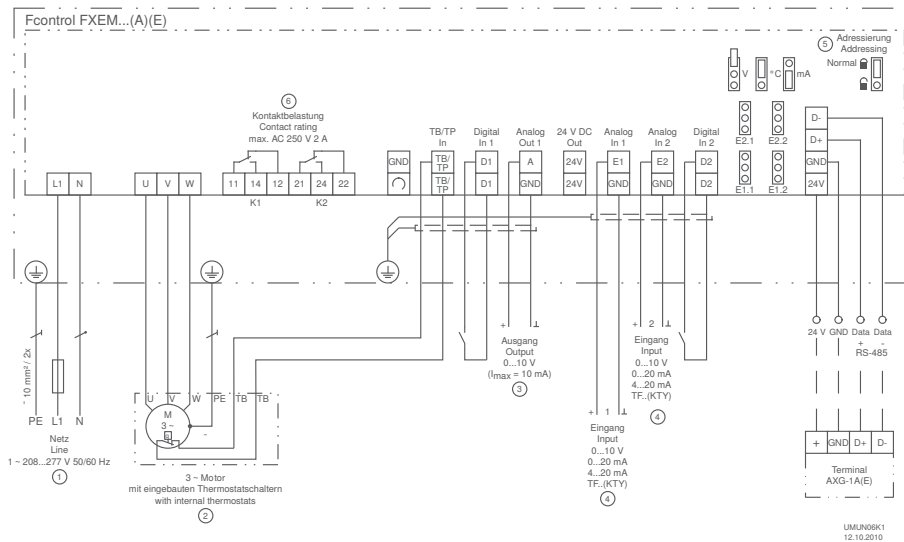 Fcontrol FXEM...(A)(E)
5 Adressierung
Addressing
Normal
V
°C
mA
6
Kontaktbelastung
Contact rating
max. AC 250 V 2 A
TB/TP
In
Digital
In 1
Analog
Out 1
24 V DC
Out
Analog
In 1
Analog
In 2
Digital
In 2
E2.1
E2.2
D-
D+
GND
24V
L1 N
U V W
11 14 12 21 24 22
K1 K2
GND
TB/
TP
TB/
TP
D1
D1
A
GND
24V
24V
E1
GND
E2
GND
D2
D2
E1.1
E1.2
10 mm² / 2x
PE L1 N
Netz
Line
1 ~ 208...277 V 50/60 Hz
1
U V W PE TB TB
M
3 ~
3 ~ Motor
mit eingebauten Thermostatschaltern
with internal thermostats
2
+ ⊥
Ausgang
Output
0...10 V
(Imax = 10 mA)
3
+ 1 ⊥
Eingang
Input
0...10 V
0...20 mA
4...20 mA
TF..(KTY)
4
+ 2 ⊥
Eingang
Input
0...10 V
0...20 mA
4...20 mA
TF..(KTY)
4
24 V GND Data Data
+ -
RS-485
+ GND D+ D-
Terminal
AXG-1A(E)
UMUN06K1
12.10.2010